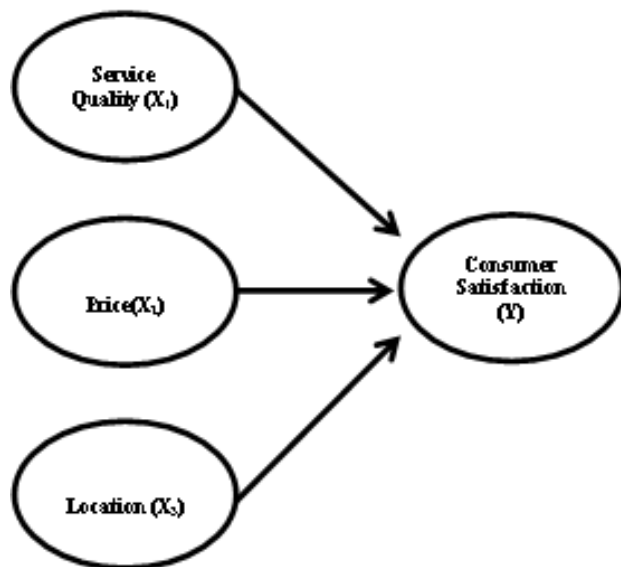 Service
Quality (X₁)
Consumer
Satisfaction
(Y)
Price(X₂)
Location (X₃)